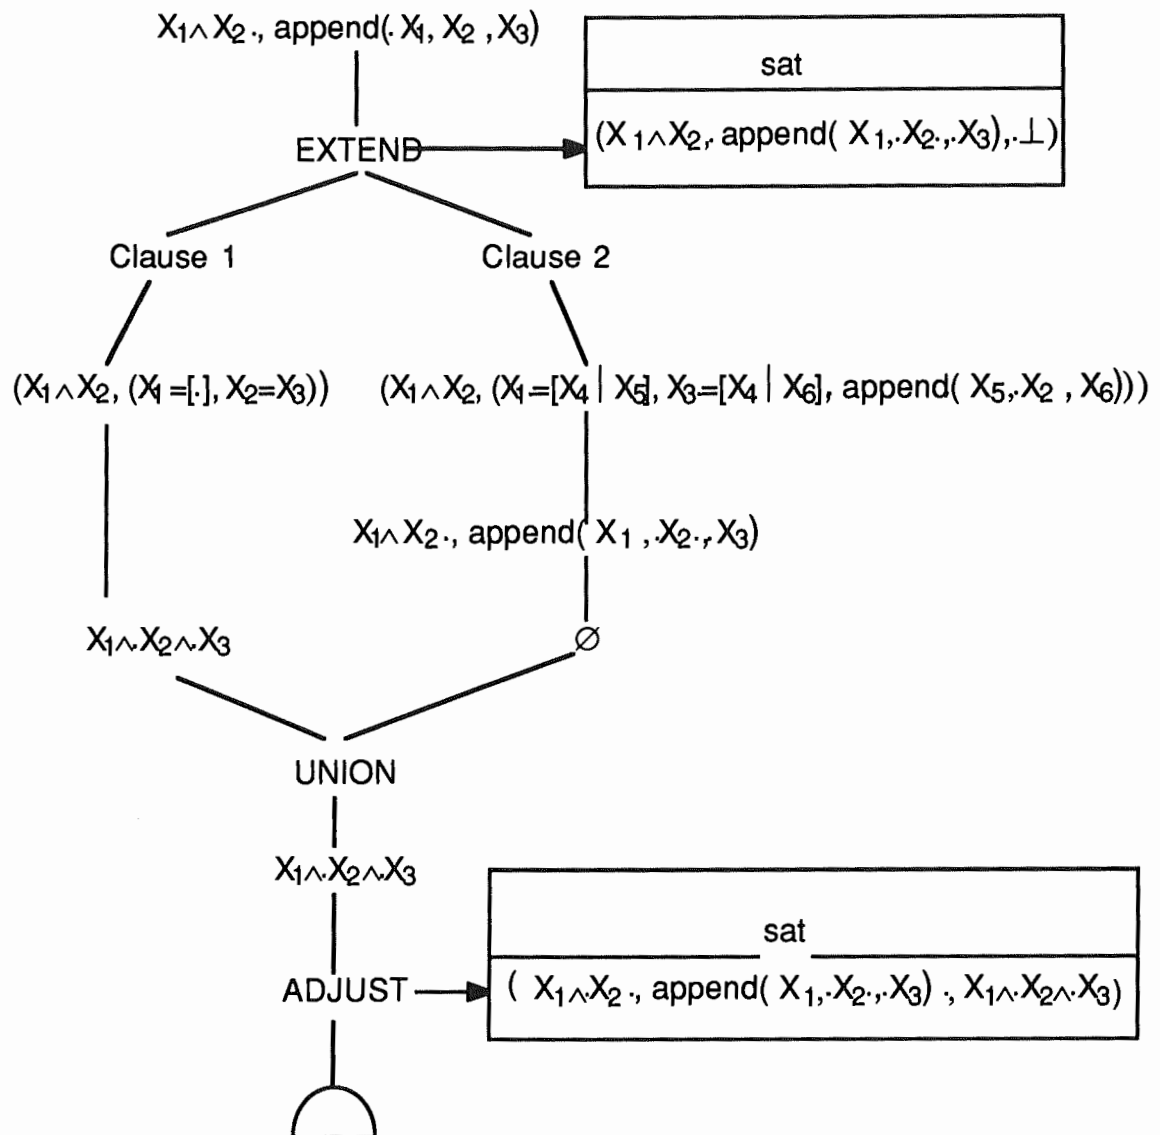 X₁∧X₂., append(.X₁, X₂ ,X₃)
sat
EXTEND
(X₁∧X₂,. append( X₁,.X₂.,.X₃),.⊥)
Clause 1
Clause 2
(X₁∧X₂, (X₁=[.], X₂=X₃))
(X₁∧X₂, (X₁=[X₄ | X₅], X₃=[X₄ | X₆], append( X₅,.X₂ , X₆)))
X₁∧X₂., append( X₁ ,.X₂.,.X₃)
X₁∧.X₂∧.X₃
∅
UNION
X₁∧.X₂∧.X₃
sat
ADJUST
( X₁∧.X₂., append( X₁,.X₂.,.X₃) ., X₁∧.X₂∧.X₃)